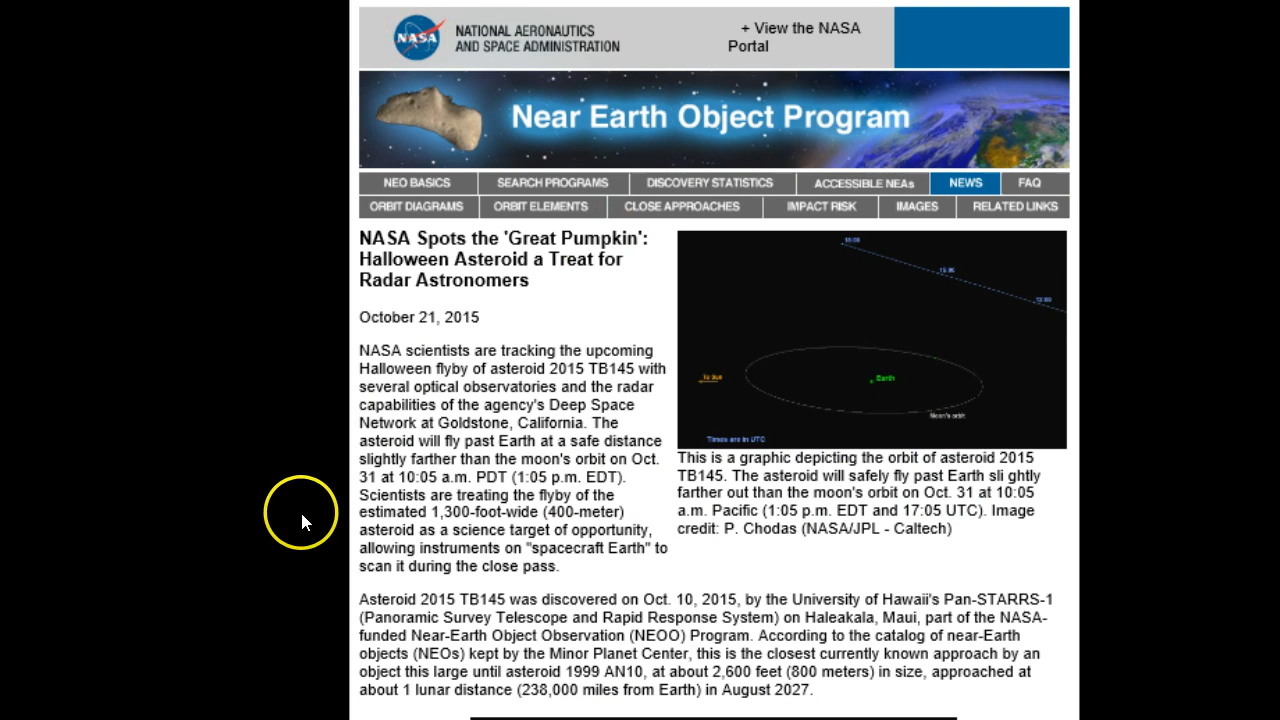 NASA
NATIONAL AERONAUTICS
AND SPACE ADMINISTRATION
+ View the NASA
Portal
Near Earth Object Program
NEO BASICS
SEARCH PROGRAMS
DISCOVERY STATISTICS
ACCESSIBLE NEAs
NEWS
FAQ
ORBIT DIAGRAMS
ORBIT ELEMENTS
CLOSE APPROACHES
IMPACT RISK
IMAGES
RELATED LINKS
NASA Spots the 'Great Pumpkin':
Halloween Asteroid a Treat for
Radar Astronomers
October 21, 2015
NASA scientists are tracking the upcoming
Halloween flyby of asteroid 2015 TB145 with
several optical observatories and the radar
capabilities of the agency's Deep Space
Network at Goldstone, California. The
asteroid will fly past Earth at a safe distance
slightly farther than the moon's orbit on Oct.
31 at 10:05 a.m. PDT (1:05 p.m. EDT).
Scientists are treating the flyby of the
estimated 1,300-foot-wide (400-meter)
asteroid as a science target of opportunity,
allowing instruments on "spacecraft Earth" to
scan it during the close pass.
To Sun
Earth
Moon's orbit
Times are in UTC
This is a graphic depicting the orbit of asteroid 2015
TB145. The asteroid will safely fly past Earth sli ghtly
farther out than the moon's orbit on Oct. 31 at 10:05
a.m. Pacific (1:05 p.m. EDT and 17:05 UTC). Image
credit: P. Chodas (NASA/JPL - Caltech)
Asteroid 2015 TB145 was discovered on Oct. 10, 2015, by the University of Hawaii's Pan-STARRS-1
(Panoramic Survey Telescope and Rapid Response System) on Haleakala, Maui, part of the NASA-
funded Near-Earth Object Observation (NEOO) Program. According to the catalog of near-Earth
objects (NEOs) kept by the Minor Planet Center, this is the closest currently known approach by an
object this large until asteroid 1999 AN10, at about 2,600 feet (800 meters) in size, approached at
about 1 lunar distance (238,000 miles from Earth) in August 2027.